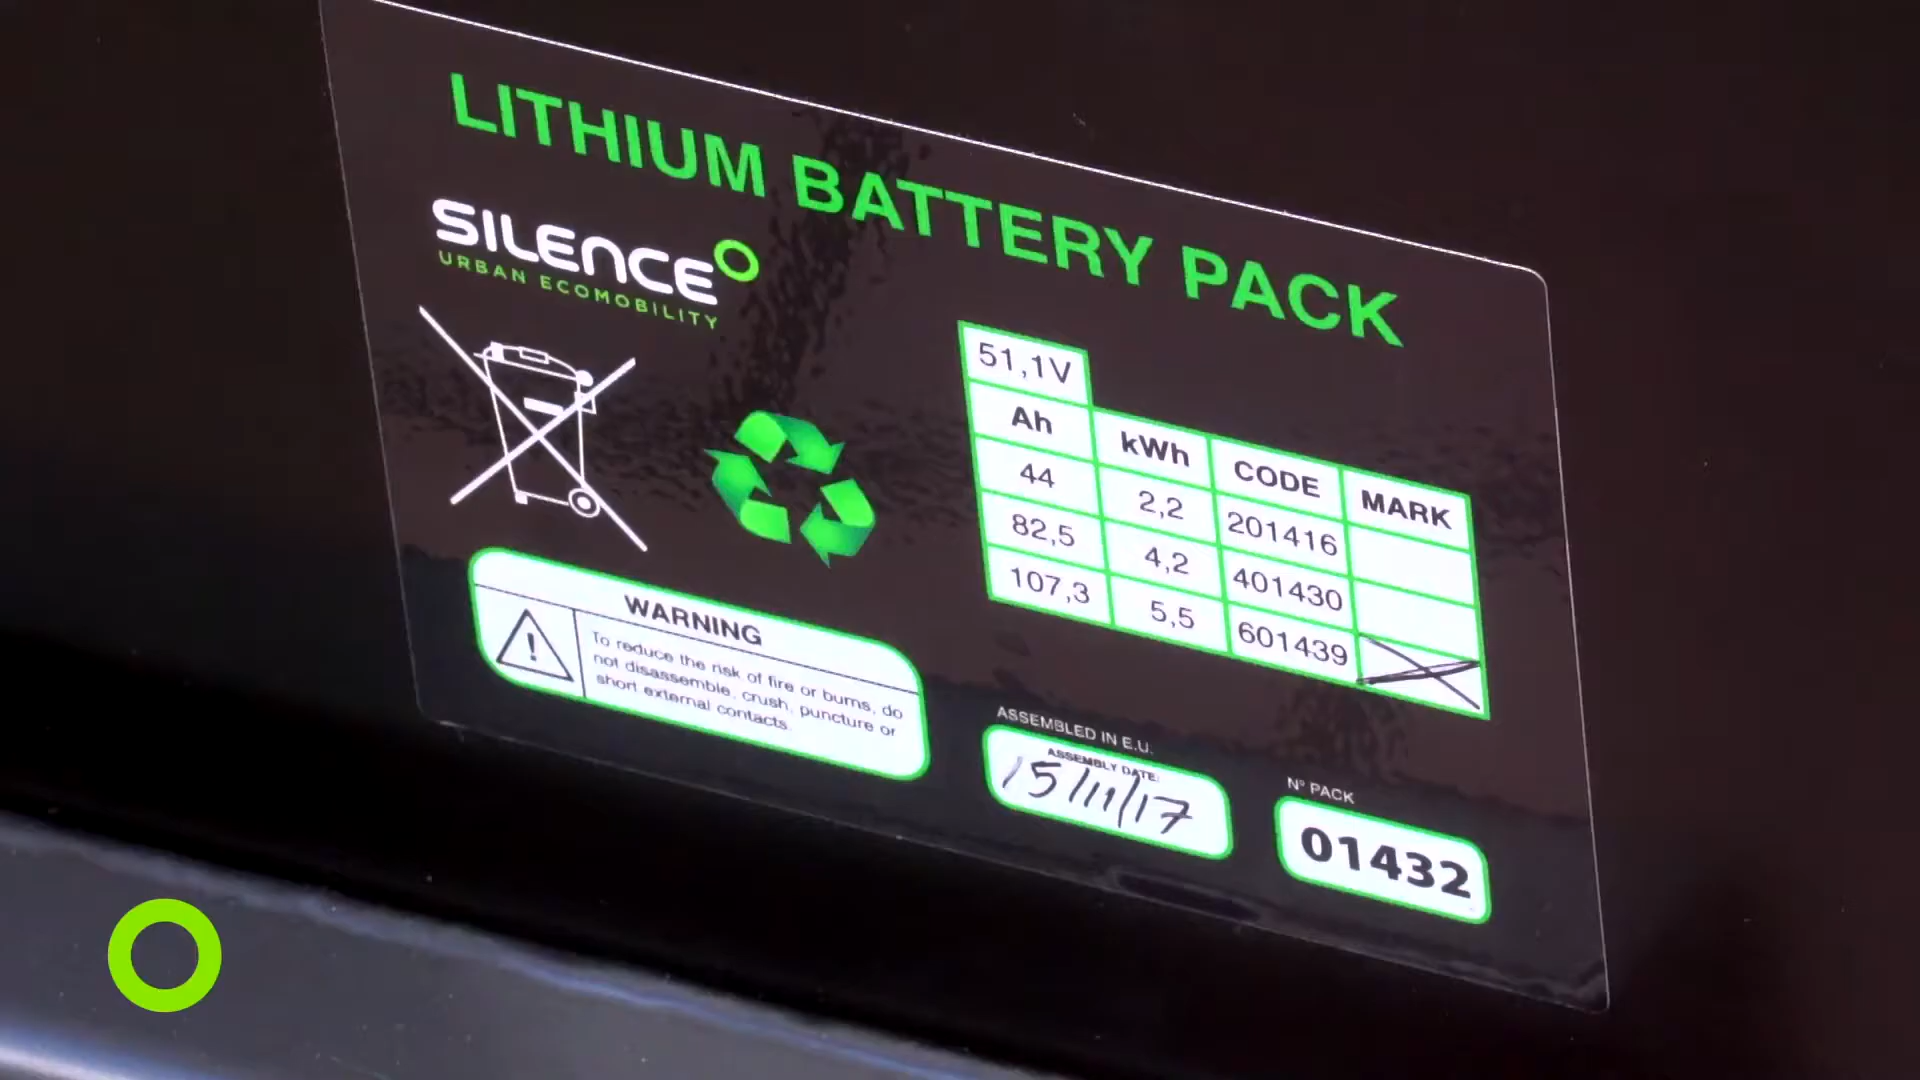 LITHIUM BATTERY PACK
SILENCE
URBAN ECOMOBILITY
51,1V
Ah kWh CODE MARK
44 2,2 201416
82,5 4,2 401430
107,3 5,5 601439
WARNING
To reduce the risk of fire or burns, do
not disassemble, crush, puncture or
short external contacts.
ASSEMBLED IN E.U.
ASSEMBLY DATE:
15/11/17
Nº PACK
01432